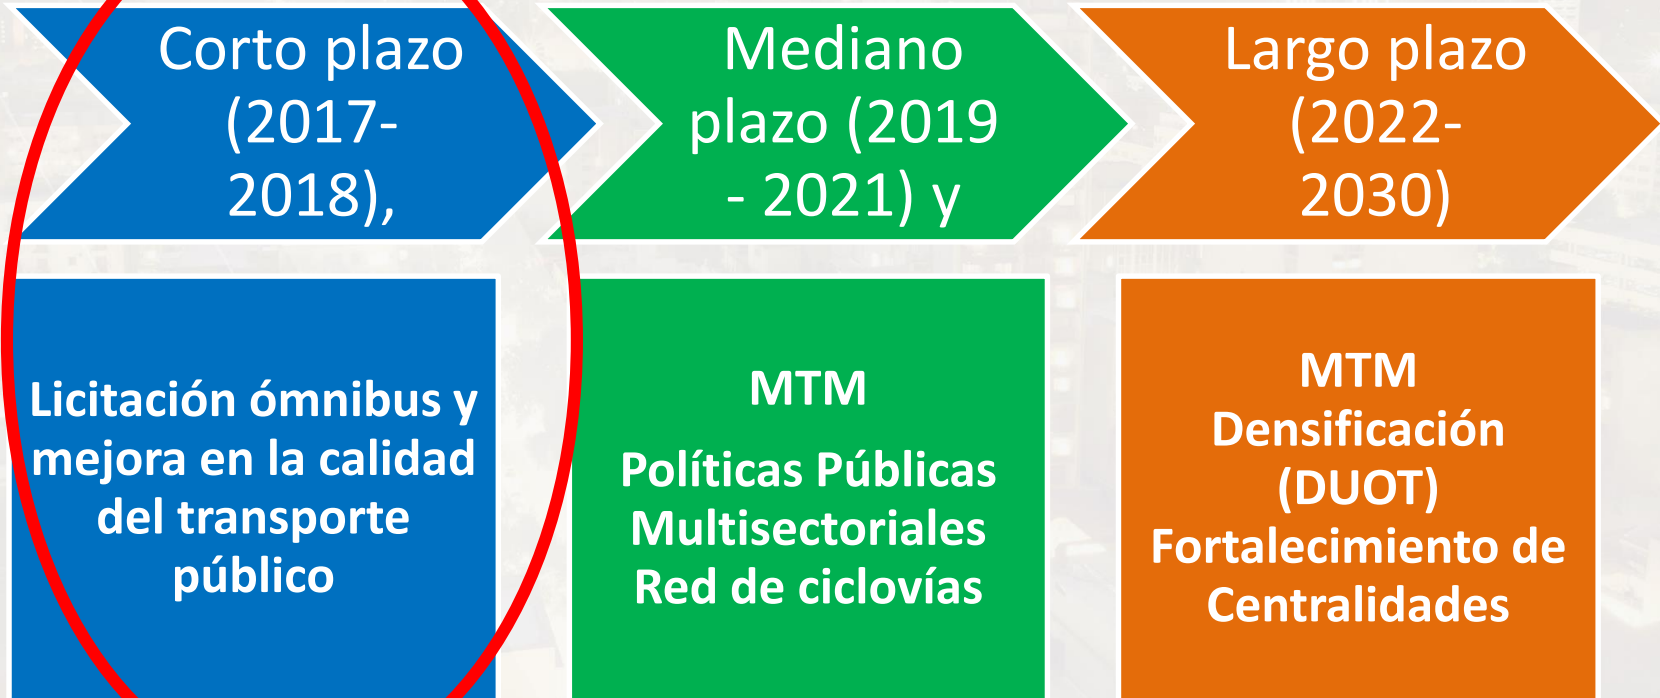 Corto plazo
(2017-
2018),
Mediano
plazo (2019
- 2021) y
Largo plazo
(2022-
2030)
Licitación ómnibus y
mejora en la calidad
del transporte
público
MTM
Políticas Públicas
Multisectoriales
Red de ciclovías
MTM
Densificación
(DUOT)
Fortalecimiento de
Centralidades